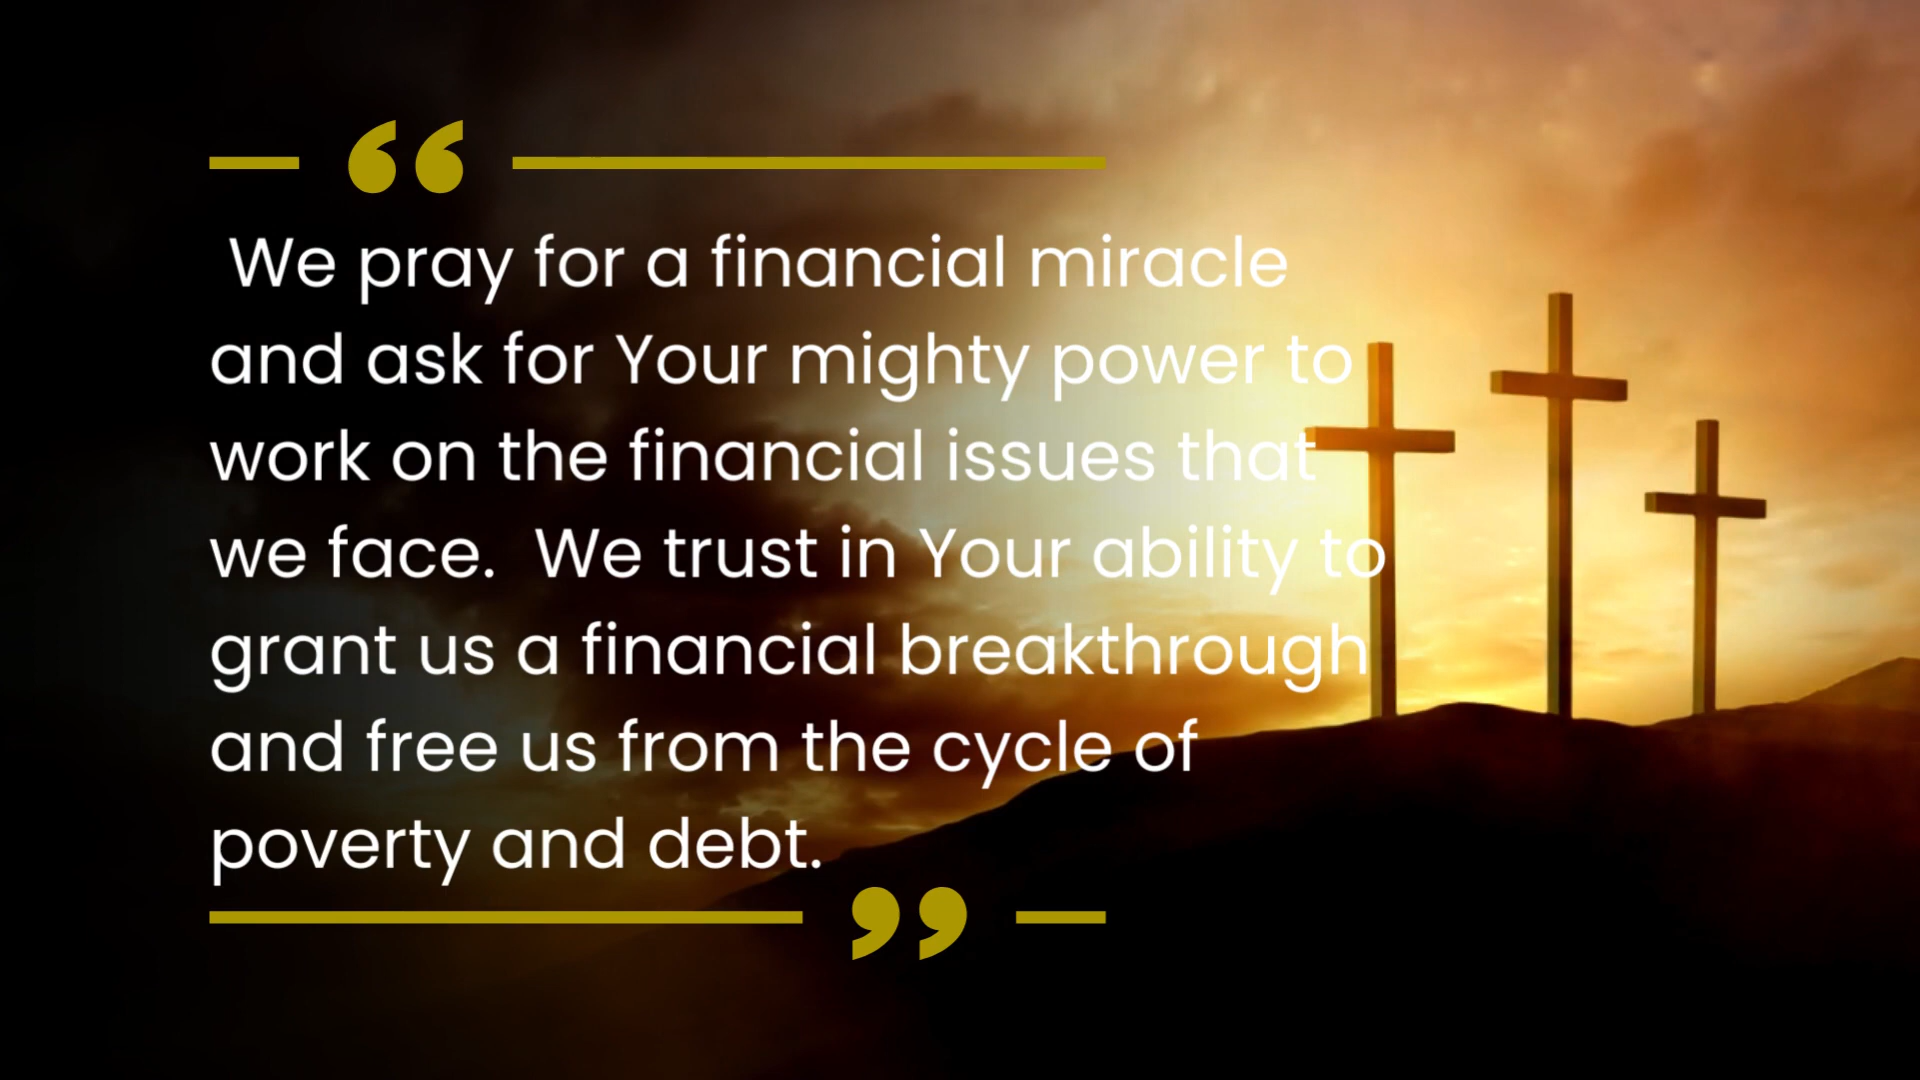 “
We pray for a financial miracle
and ask for Your mighty power to
work on the financial issues that
we face.  We trust in Your ability to
grant us a financial breakthrough
and free us from the cycle of
poverty and debt.
”